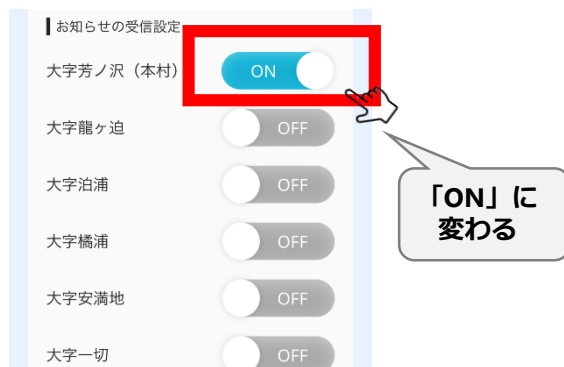 お知らせの受信設定
大字芳ノ沢（本村） ON
大字龍ヶ迫 OFF
大字泊浦 OFF
大字橘浦 OFF
大字安満地 OFF
大字一切 OFF
「ON」に
変わる